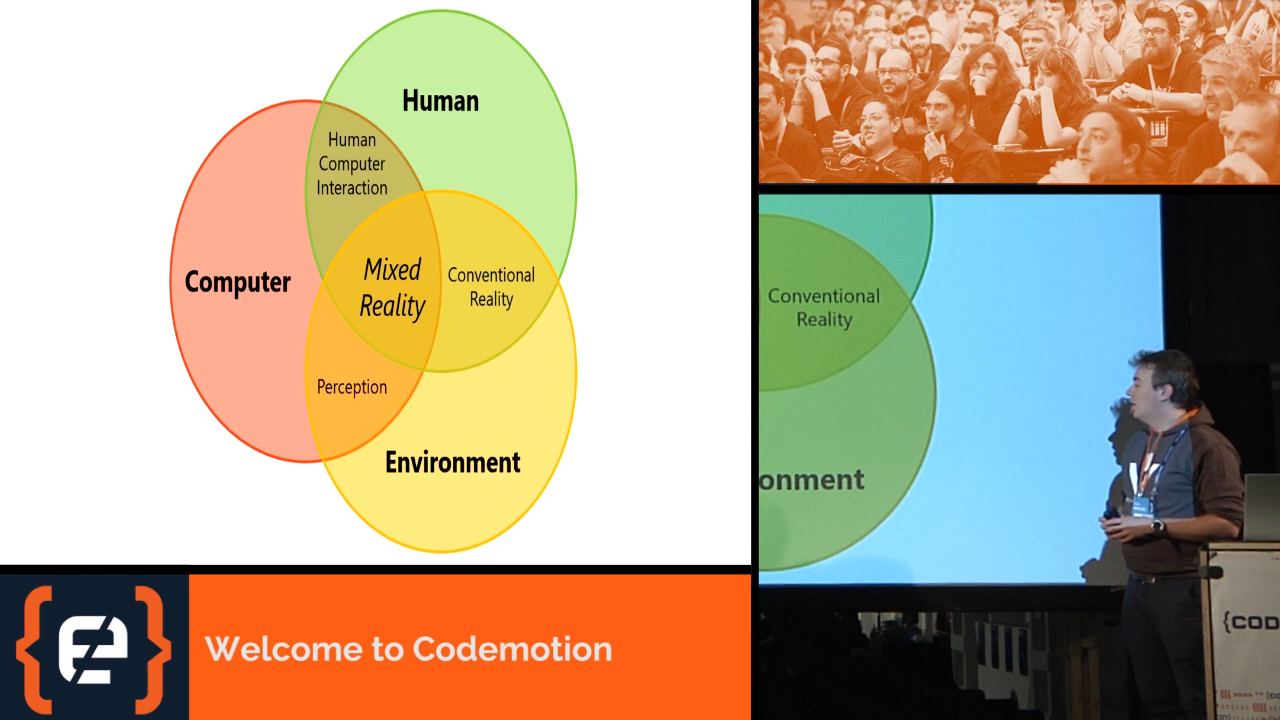 Human
Human
Computer
Interaction
Computer
Mixed
Reality
Conventional
Reality
Perception
Environment
Welcome to Codemotion
Conventional
Reality
onment
{COD